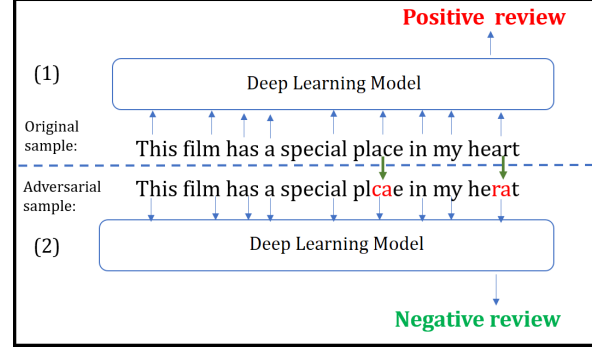 Positive review
(1)
Deep Learning Model
Original
sample:
This film has a special place in my heart
Adversarial
sample:
This film has a special plcae in my herat
(2)
Deep Learning Model
Negative review